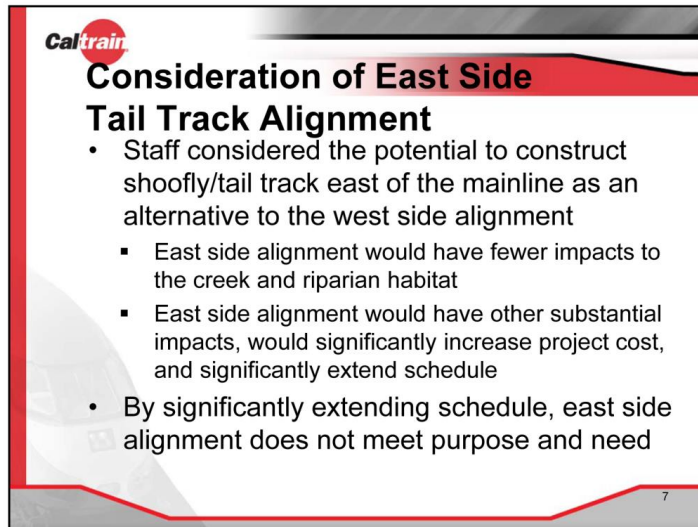 Caltrain
Consideration of East Side
Tail Track Alignment
• Staff considered the potential to construct
shoofly/tail track east of the mainline as an
alternative to the west side alignment
▪ East side alignment would have fewer impacts to
the creek and riparian habitat
▪ East side alignment would have other substantial
impacts, would significantly increase project cost,
and significantly extend schedule
• By significantly extending schedule, east side
alignment does not meet purpose and need
7